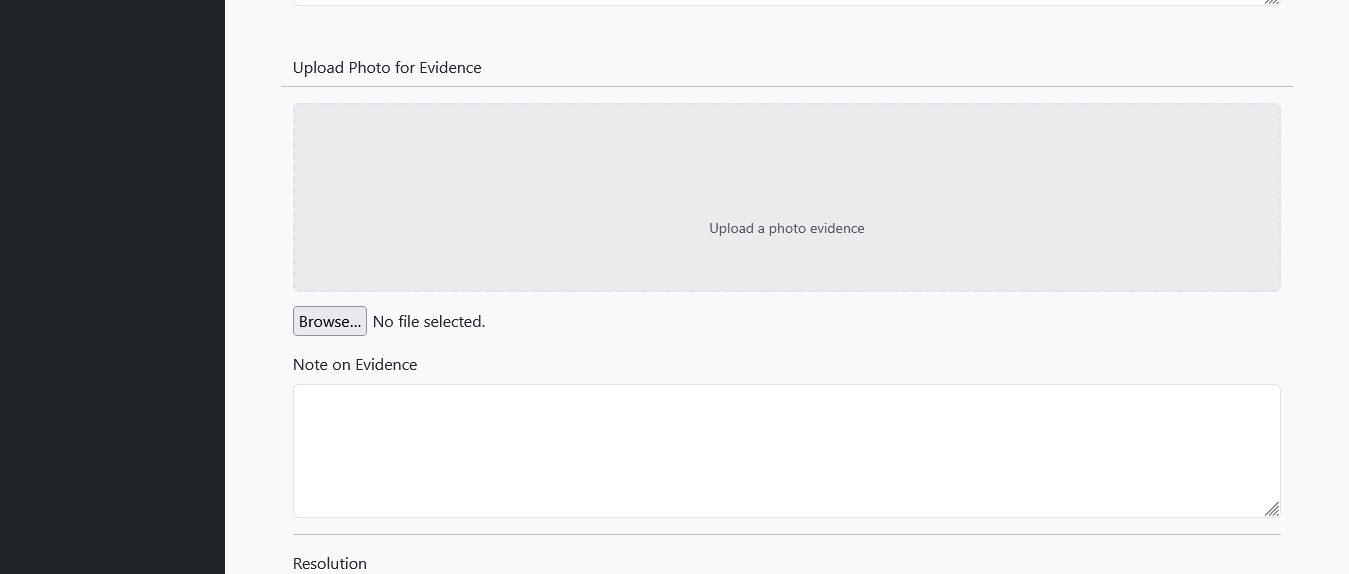 Upload Photo for Evidence
Upload a photo evidence
Browse... No file selected.
Note on Evidence
Resolution